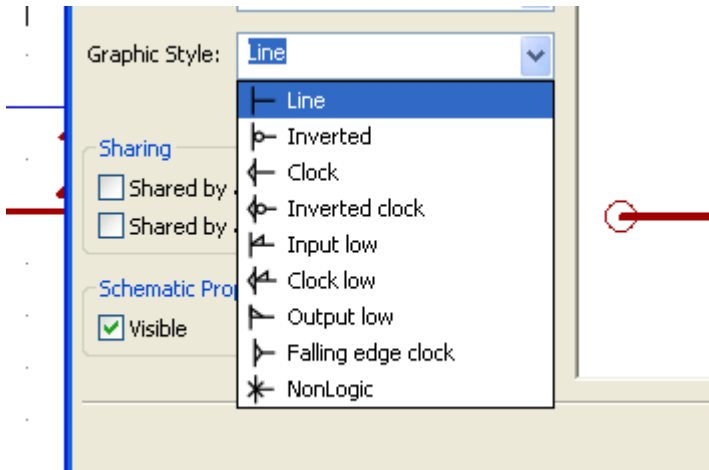 Graphic Style:
Line
Line
Inverted
Sharing
Clock
Shared by
Inverted clock
Shared by
Input low
Clock low
Schematic
Output low
Visible
Falling edge clock
NonLogic